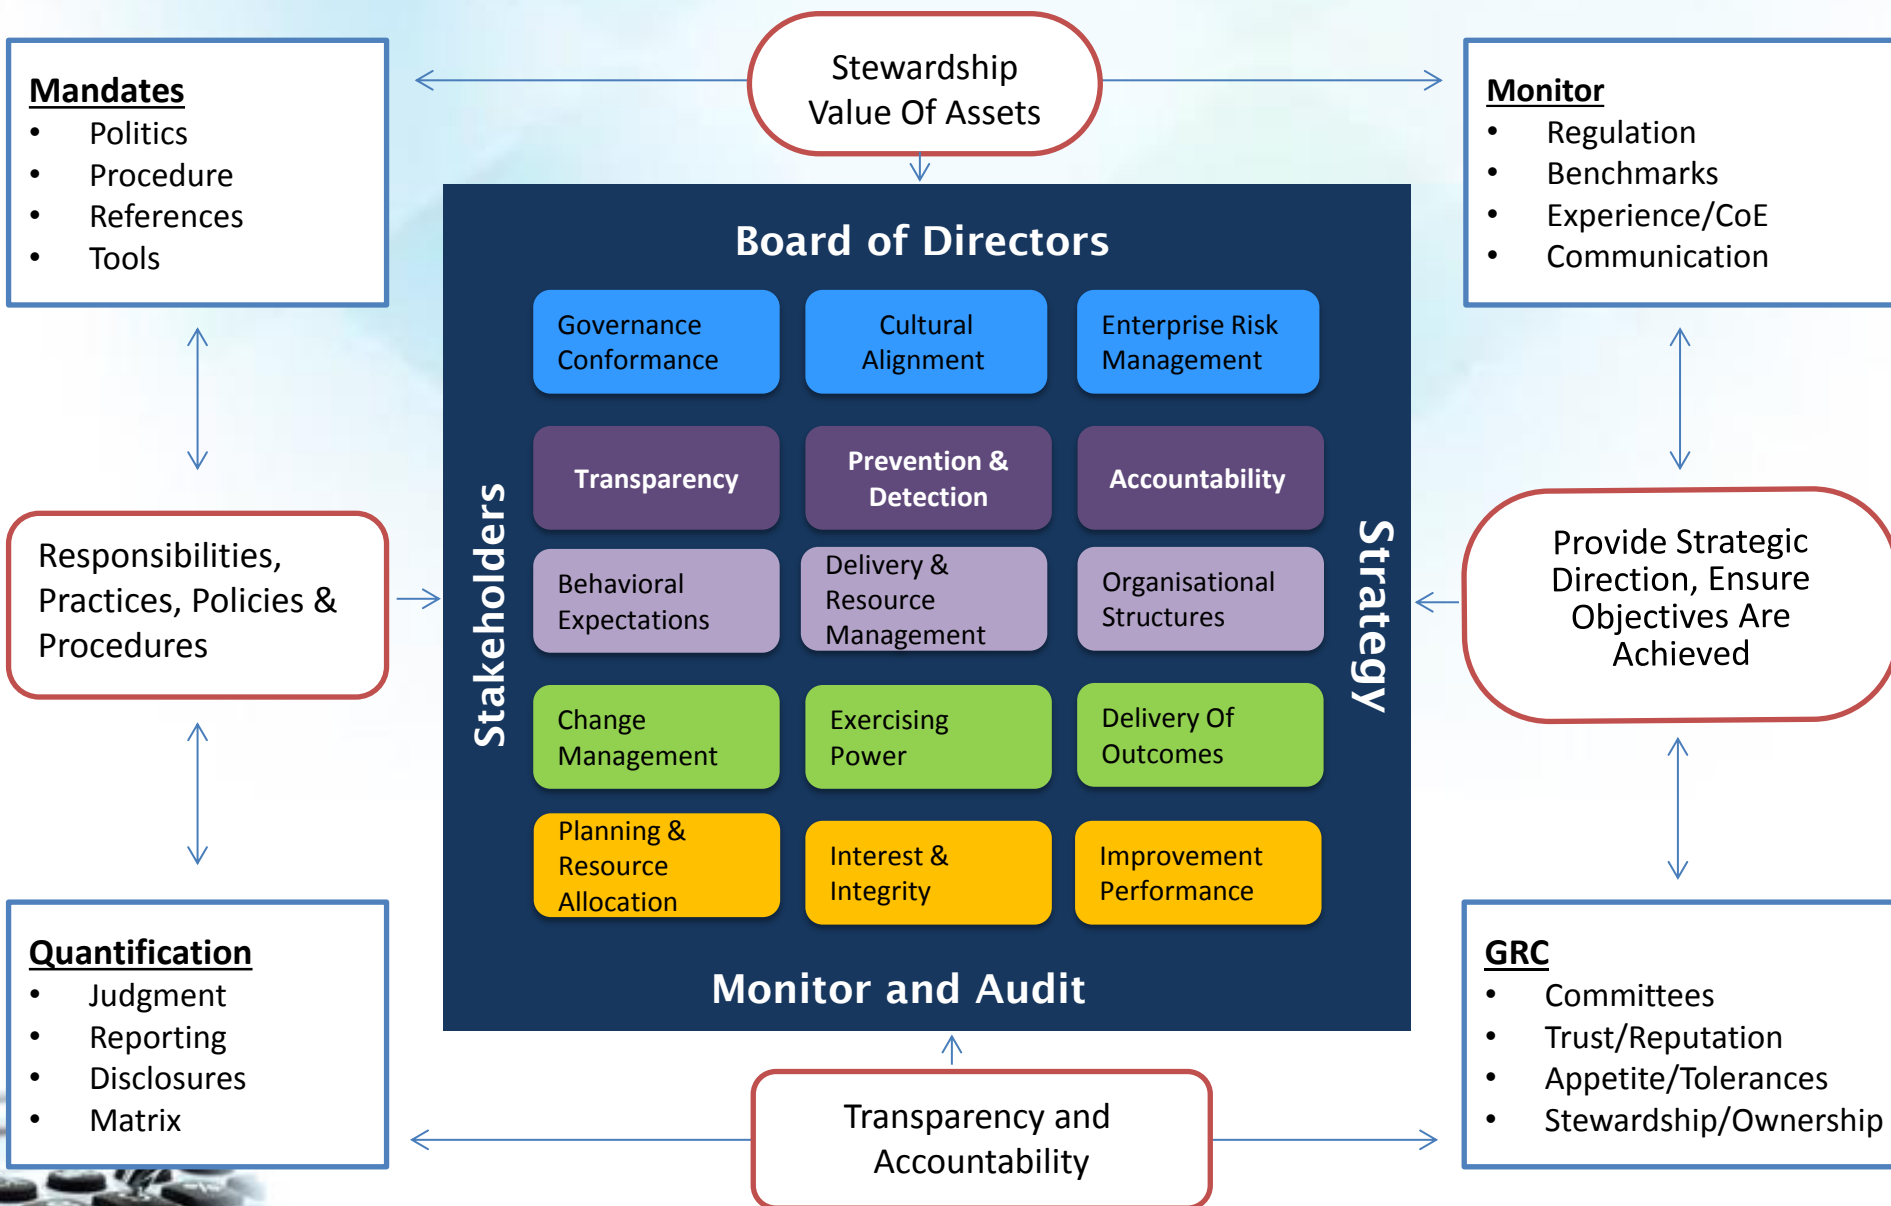 Stewardship
Value Of Assets
Mandates
• Politics
• Procedure
• References
• Tools
Monitor
• Regulation
• Benchmarks
• Experience/CoE
• Communication
Board of Directors
Governance
Conformance
Cultural
Alignment
Enterprise Risk
Management
Transparency
Prevention &
Detection
Accountability
Behavioral
Expectations
Delivery &
Resource
Management
Organisational
Structures
Change
Management
Exercising
Power
Delivery Of
Outcomes
Planning &
Resource
Allocation
Interest &
Integrity
Improvement
Performance
Stakeholders
Strategy
Monitor and Audit
Responsibilities,
Practices, Policies &
Procedures
Provide Strategic
Direction, Ensure
Objectives Are
Achieved
Quantification
• Judgment
• Reporting
• Disclosures
• Matrix
GRC
• Committees
• Trust/Reputation
• Appetite/Tolerances
• Stewardship/Ownership
Transparency and
Accountability